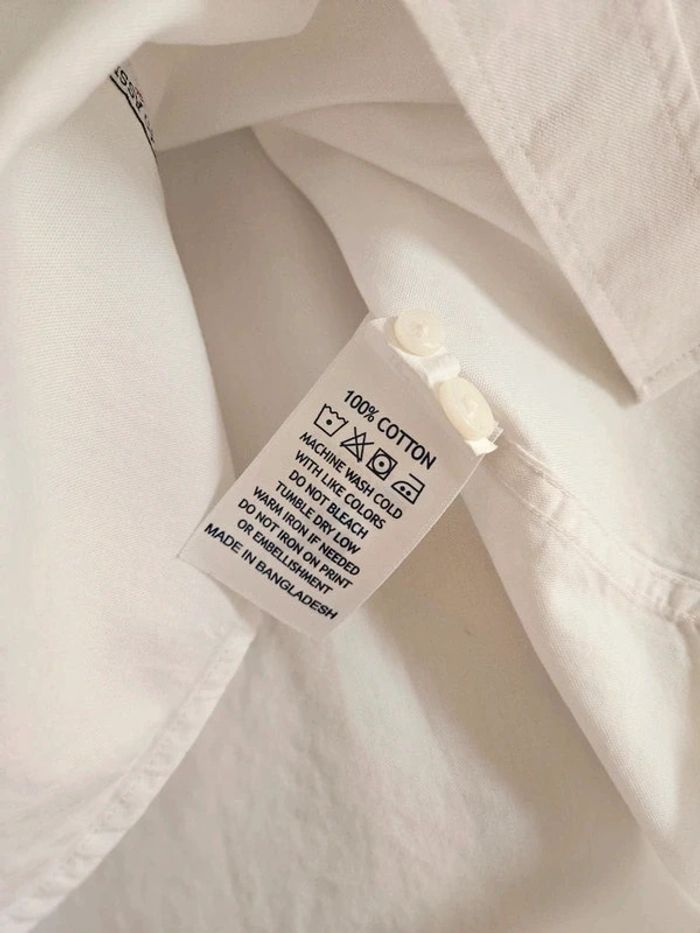 100% COTTON
MACHINE WASH COLD
WITH LIKE COLORS
DO NOT BLEACH
TUMBLE DRY LOW
WARM IRON IF NEEDED
DO NOT IRON ON PRINT
OR EMBELLISHMENT
MADE IN BANGLADESH